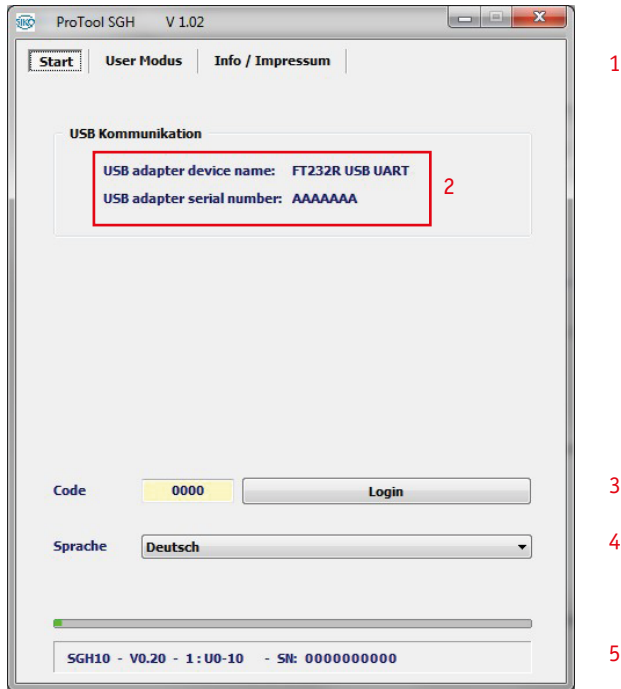 SIKO ProTool SGH V 1.02
Start User Modus Info / Impressum
1
USB Kommunikation
USB adapter device name: FT232R USB UART
USB adapter serial number: AAAAAAA
2
Code 0000 Login
3
Sprache Deutsch
4
SGH10 - V0.20 - 1 : U0-10 - SN: 0000000000
5